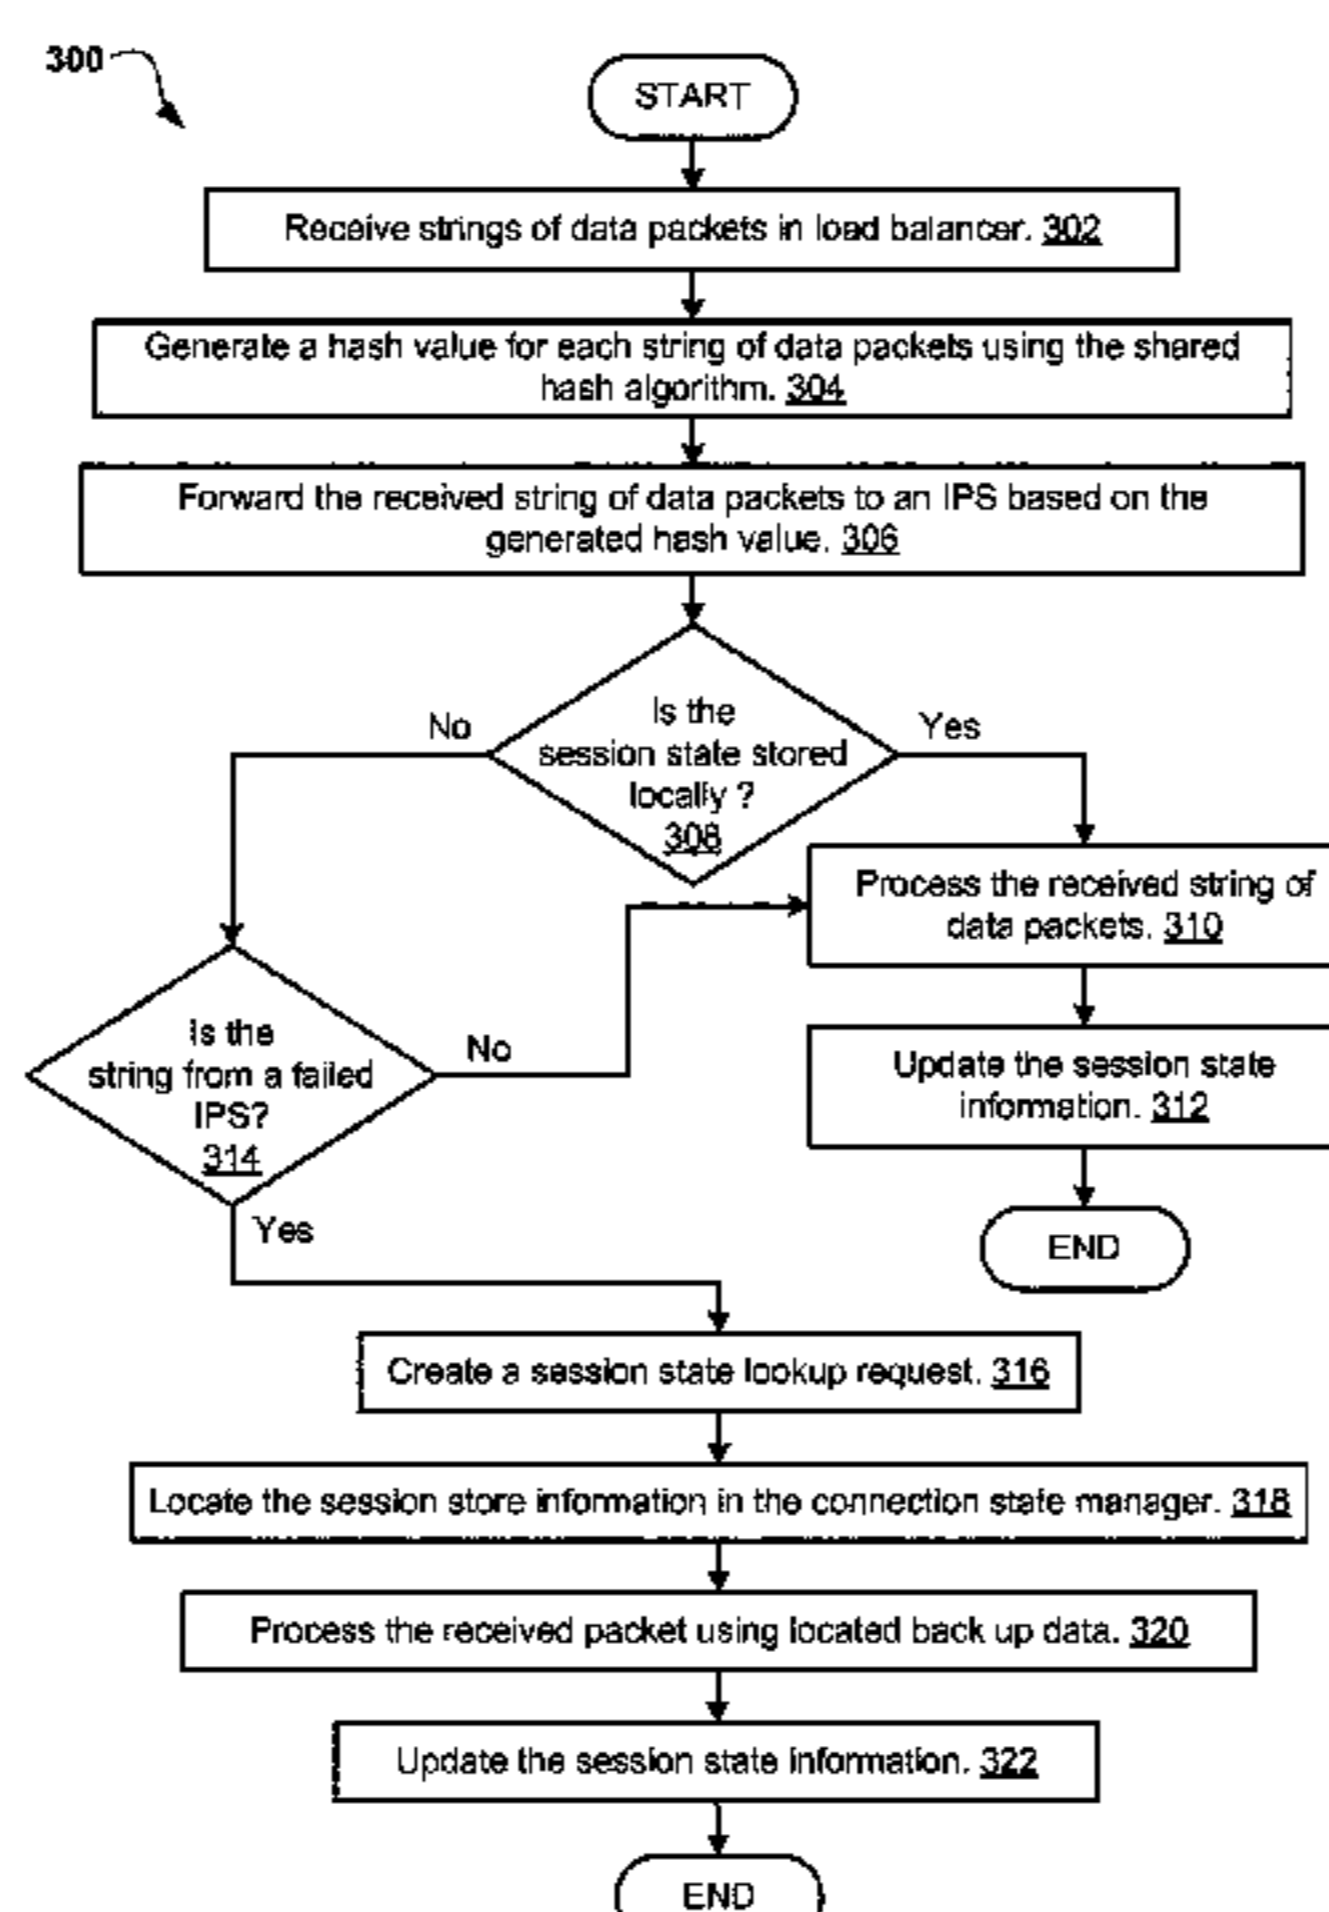 300
START
Receive strings of data packets in load balancer. 302
Generate a hash value for each string of data packets using the shared
hash algorithm. 304
Forward the received string of data packets to an IPS based on the
generated hash value. 306
Is the
session state stored
locally ?
308
No
Yes
Process the received string of
data packets. 310
Update the session state
information. 312
END
Is the
string from a failed
IPS?
314
No
Yes
Create a session state lookup request. 316
Locate the session store information in the connection state manager. 318
Process the received packet using located back up data. 320
Update the session state information. 322
END